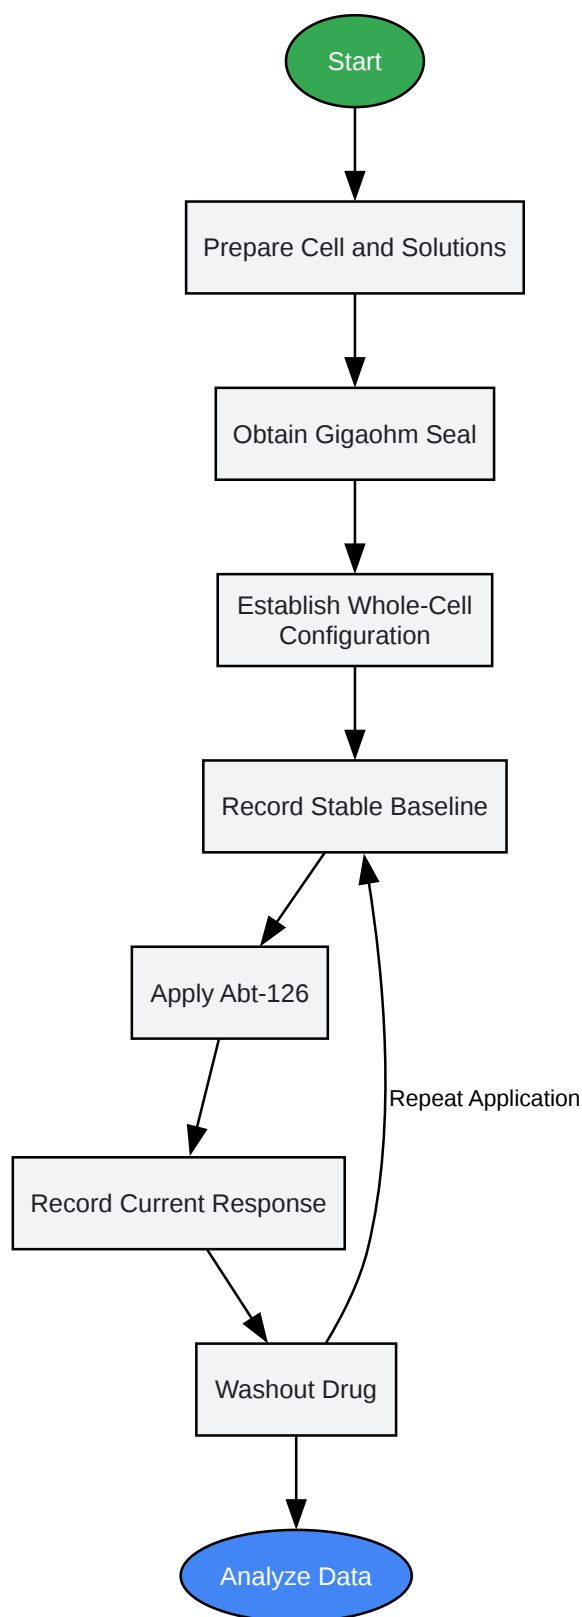 Start
Prepare Cell and Solutions
Obtain Gigaohm Seal
Establish Whole-Cell
Configuration
Record Stable Baseline
Apply Abt-126
Repeat Application
Record Current Response
Washout Drug
Analyze Data